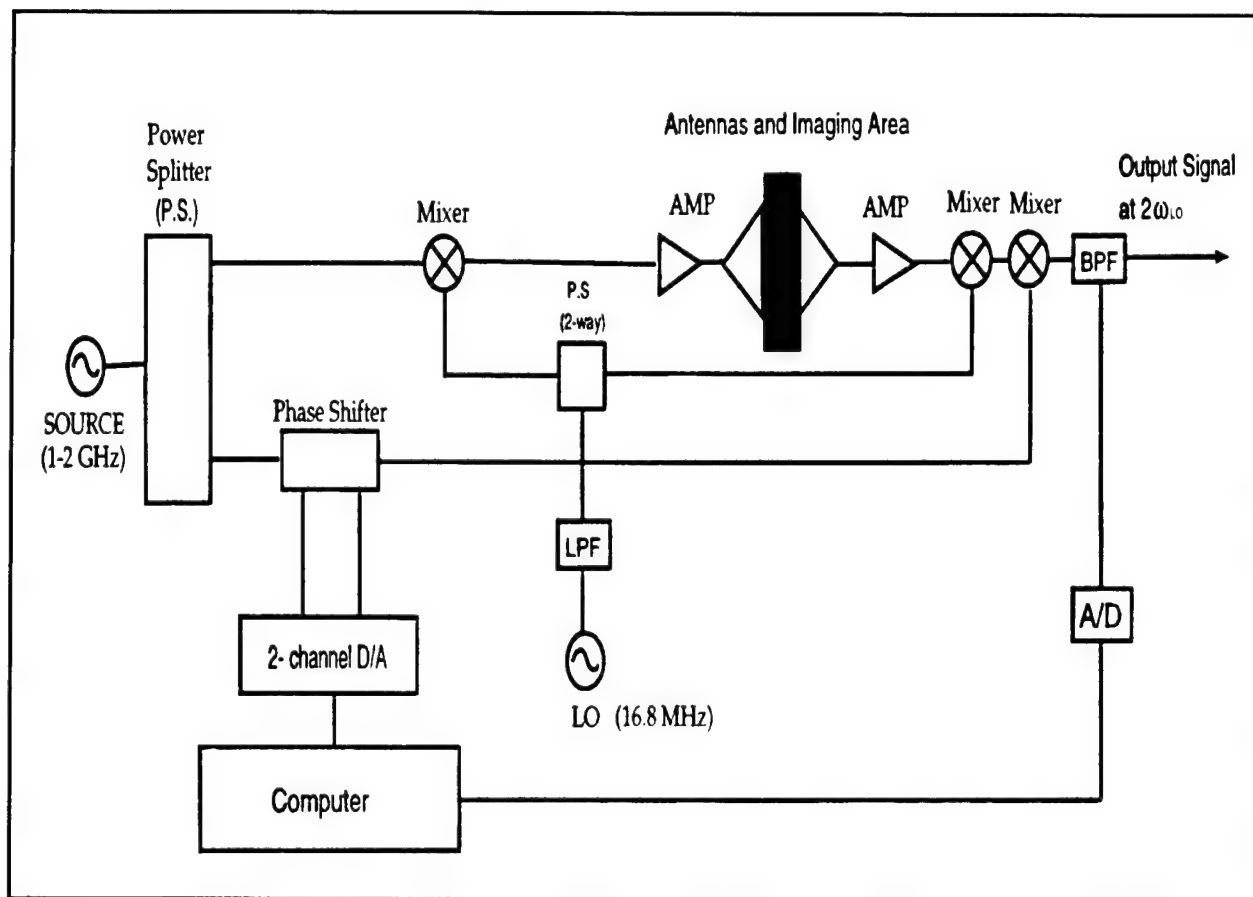 Antennas and Imaging Area
Power
Splitter
(P.S.)
Output Signal
at 2ωLO
Mixer
AMP
AMP
Mixer
Mixer
BPF
P.S
(2-way)
SOURCE
(1-2 GHz)
Phase Shifter
LPF
A/D
2- channel D/A
LO (16.8 MHz)
Computer